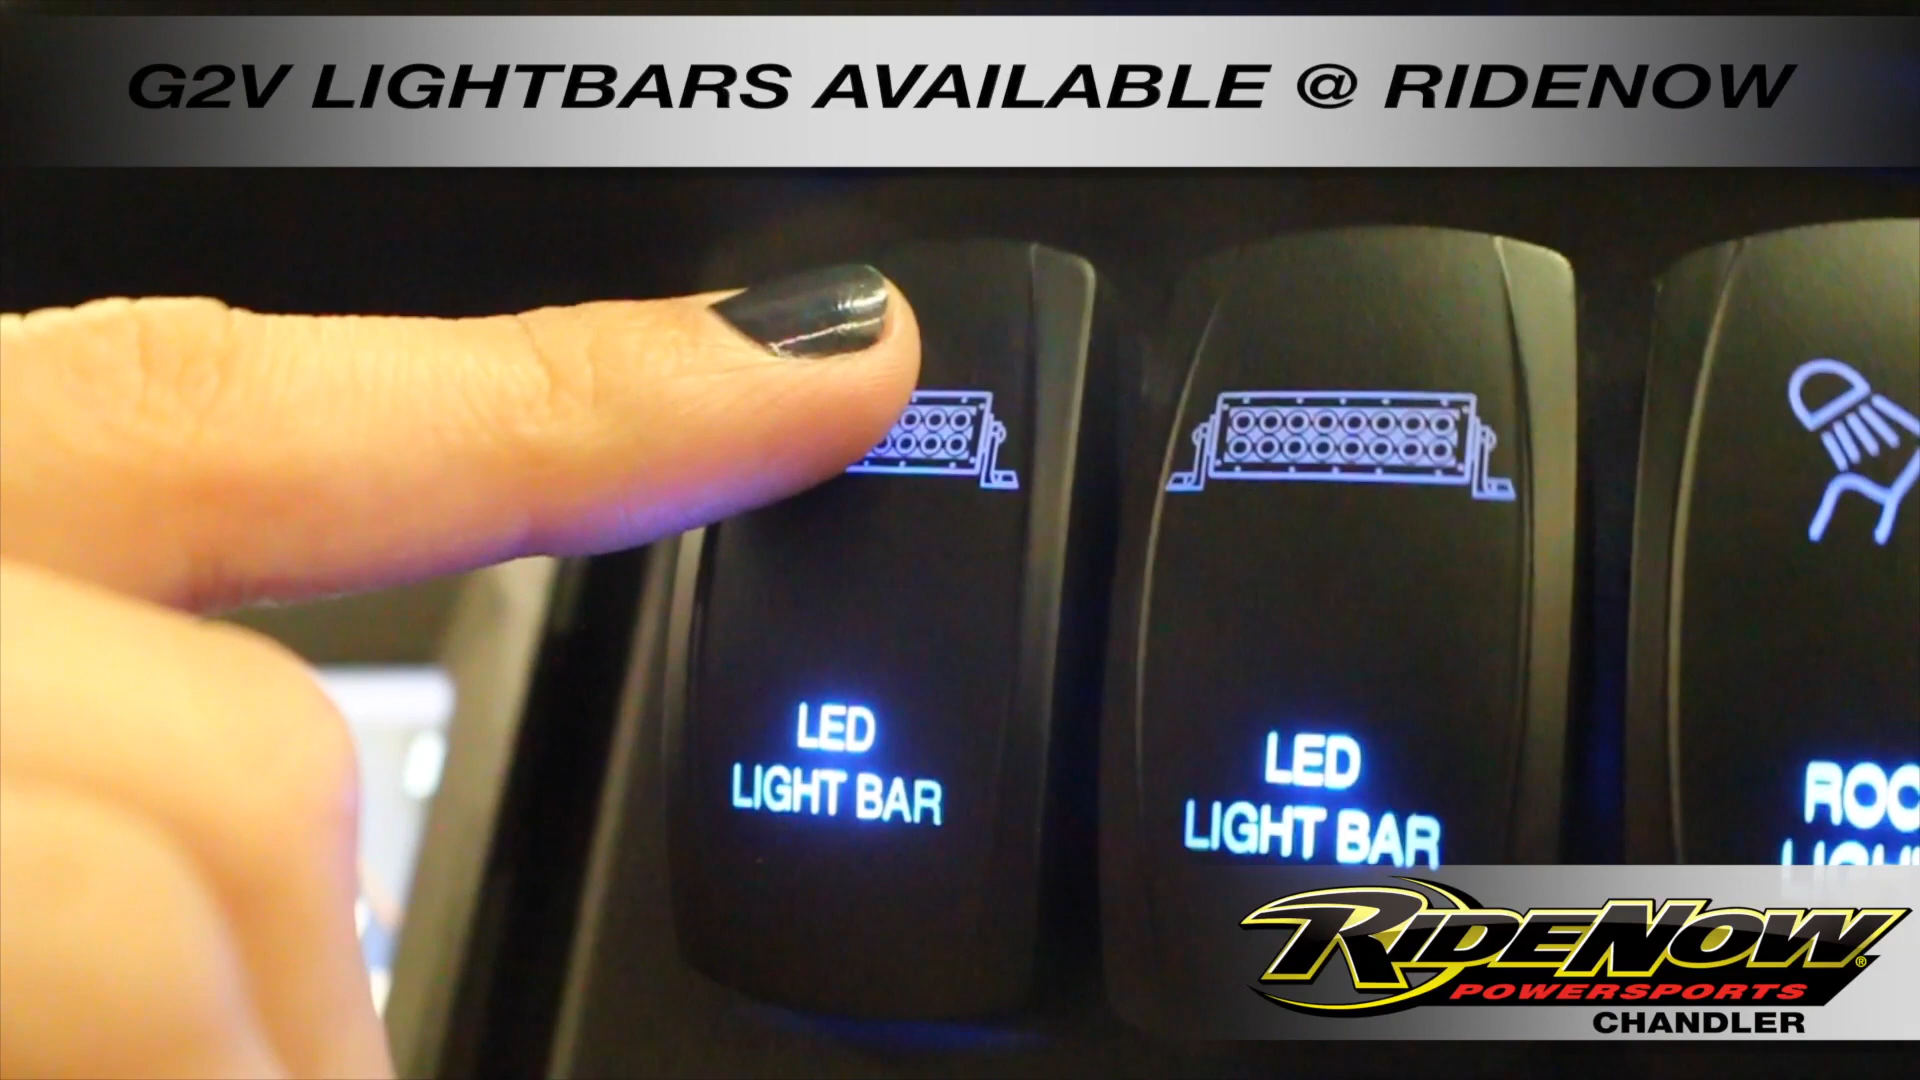 G2V LIGHTBARS AVAILABLE @ RIDENOW
LED
LIGHT BAR
LED
LIGHT BAR
RIDENOW®
POWERSPORTS
CHANDLER